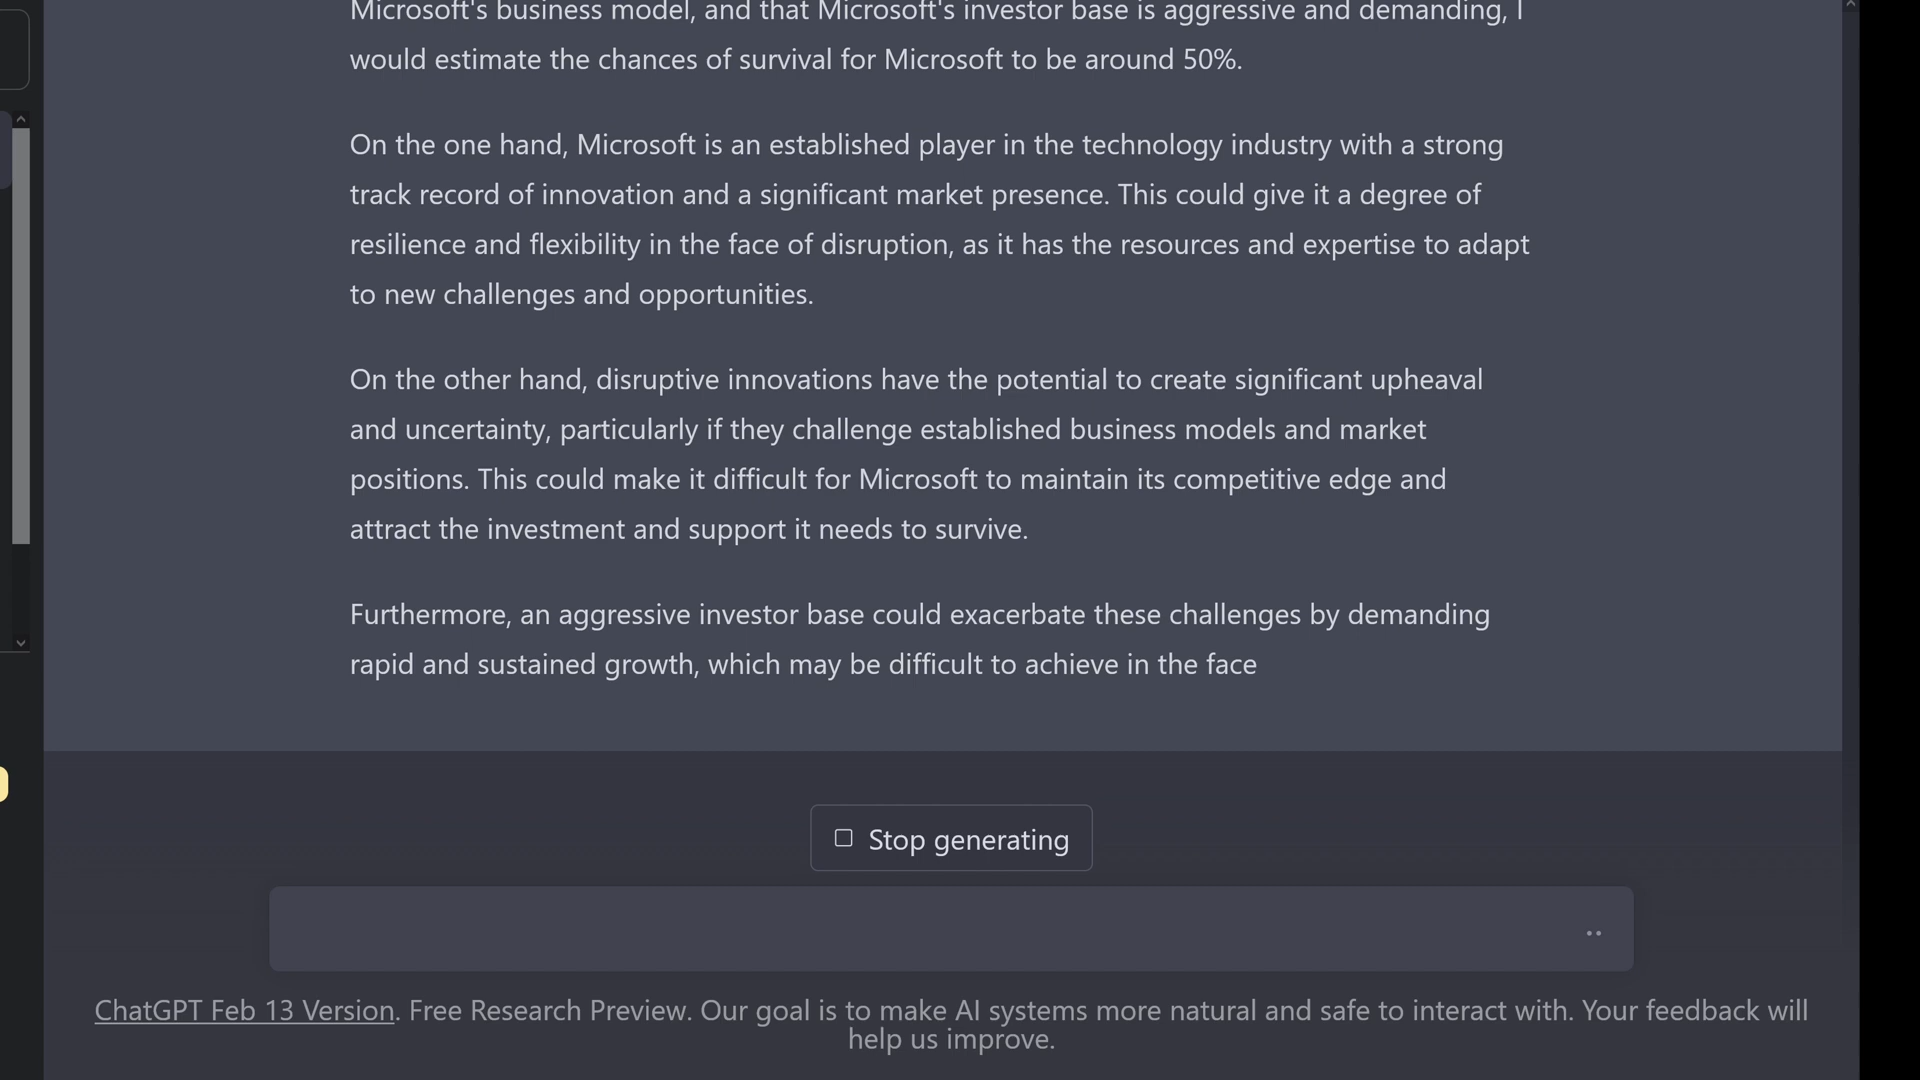 Microsoft's business model, and that Microsoft's investor base is aggressive and demanding, I
would estimate the chances of survival for Microsoft to be around 50%.
On the one hand, Microsoft is an established player in the technology industry with a strong
track record of innovation and a significant market presence. This could give it a degree of
resilience and flexibility in the face of disruption, as it has the resources and expertise to adapt
to new challenges and opportunities.
On the other hand, disruptive innovations have the potential to create significant upheaval
and uncertainty, particularly if they challenge established business models and market
positions. This could make it difficult for Microsoft to maintain its competitive edge and
attract the investment and support it needs to survive.
Furthermore, an aggressive investor base could exacerbate these challenges by demanding
rapid and sustained growth, which may be difficult to achieve in the face
Stop generating
ChatGPT Feb 13 Version. Free Research Preview. Our goal is to make AI systems more natural and safe to interact with. Your feedback will
help us improve.